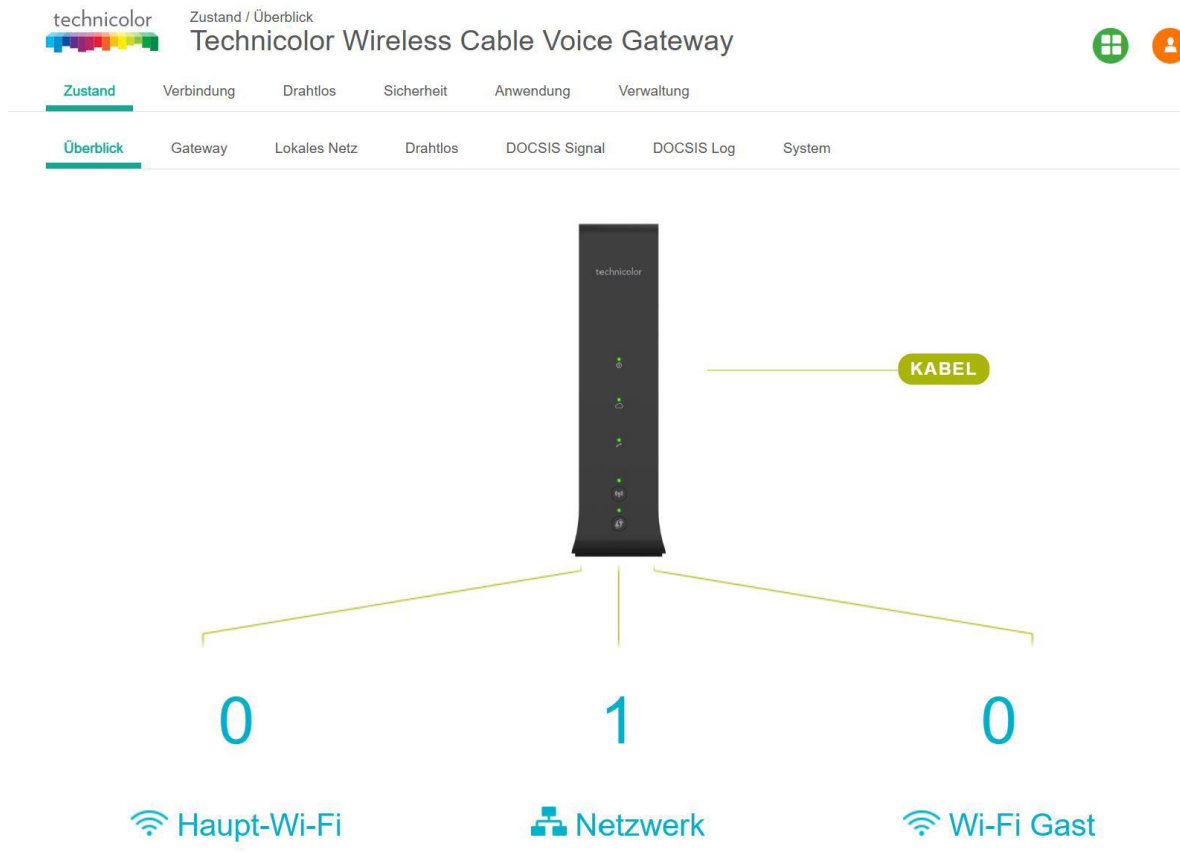 technicolor
Zustand / Überblick
Technicolor Wireless Cable Voice Gateway
Zustand Verbindung Drahtlos Sicherheit Anwendung Verwaltung
Überblick Gateway Lokales Netz Drahtlos DOCSIS Signal DOCSIS Log System
technicolor
KABEL
0 1 0
Haupt-Wi-Fi Netzwerk Wi-Fi Gast